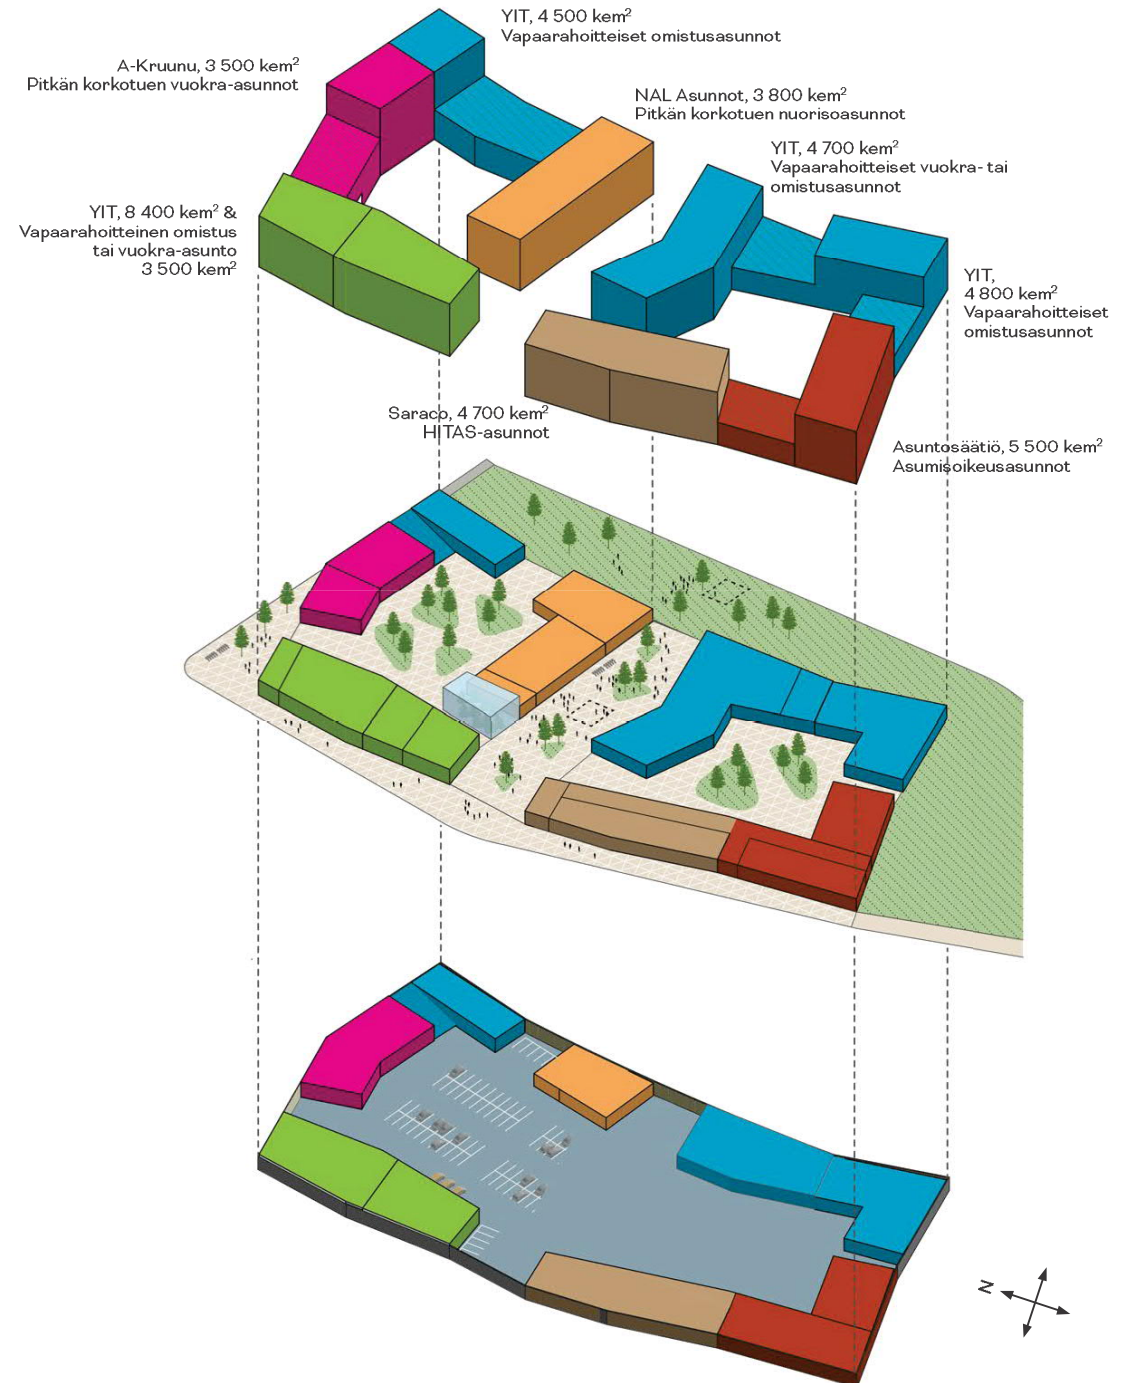 YIT, 4 500 kem²
Vapaarahoitteiset omistusasunnot
A-Kruunu, 3 500 kem²
Pitkän korkotuen vuokra-asunnot
NAL Asunnot, 3 800 kem²
Pitkän korkotuen nuorisoasunnot
YIT, 4 700 kem²
Vapaarahoitteiset vuokra- tai
omistusasunnot
YIT, 8 400 kem² &
Vapaarahoitteinen omistus
tai vuokra-asunto
3 500 kem²
YIT,
4 800 kem²
Vapaarahoitteiset
omistusasunnot
Saraco, 4 700 kem²
HITAS-asunnot
Asuntosäätiö, 5 500 kem²
Asumisoikeusasunnot
N